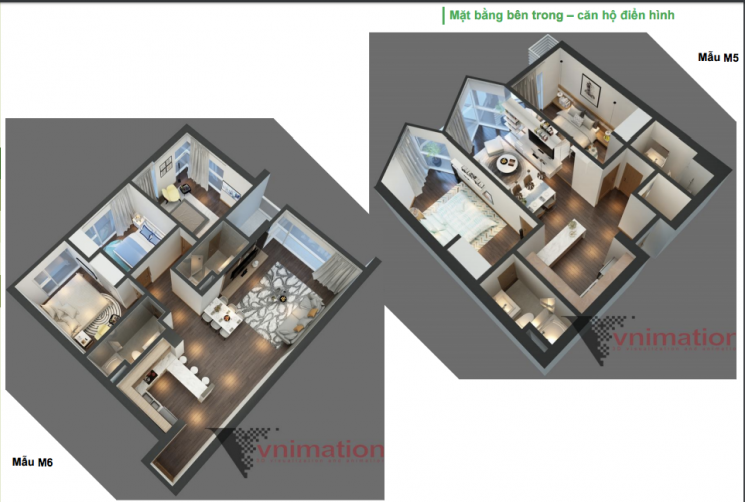 Mặt bằng bên trong – căn hộ điển hình
Mẫu M5
vnimation
vnimation
Mẫu M6